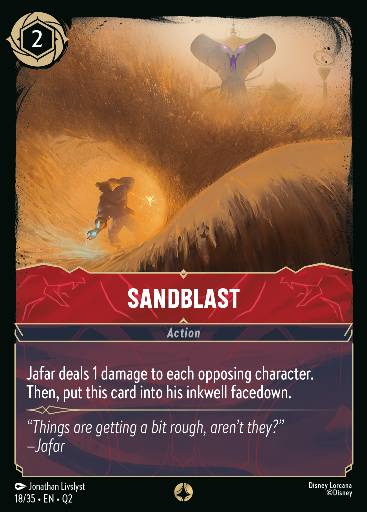 2
SANDBLAST
Action
Jafar deals 1 damage to each opposing character.
Then, put this card into his inkwell facedown.
“Things are getting a bit rough, aren’t they?”
–Jafar
Jonathan Livslyst
Disney Lorcana
18/35 • EN • Q2
©Disney